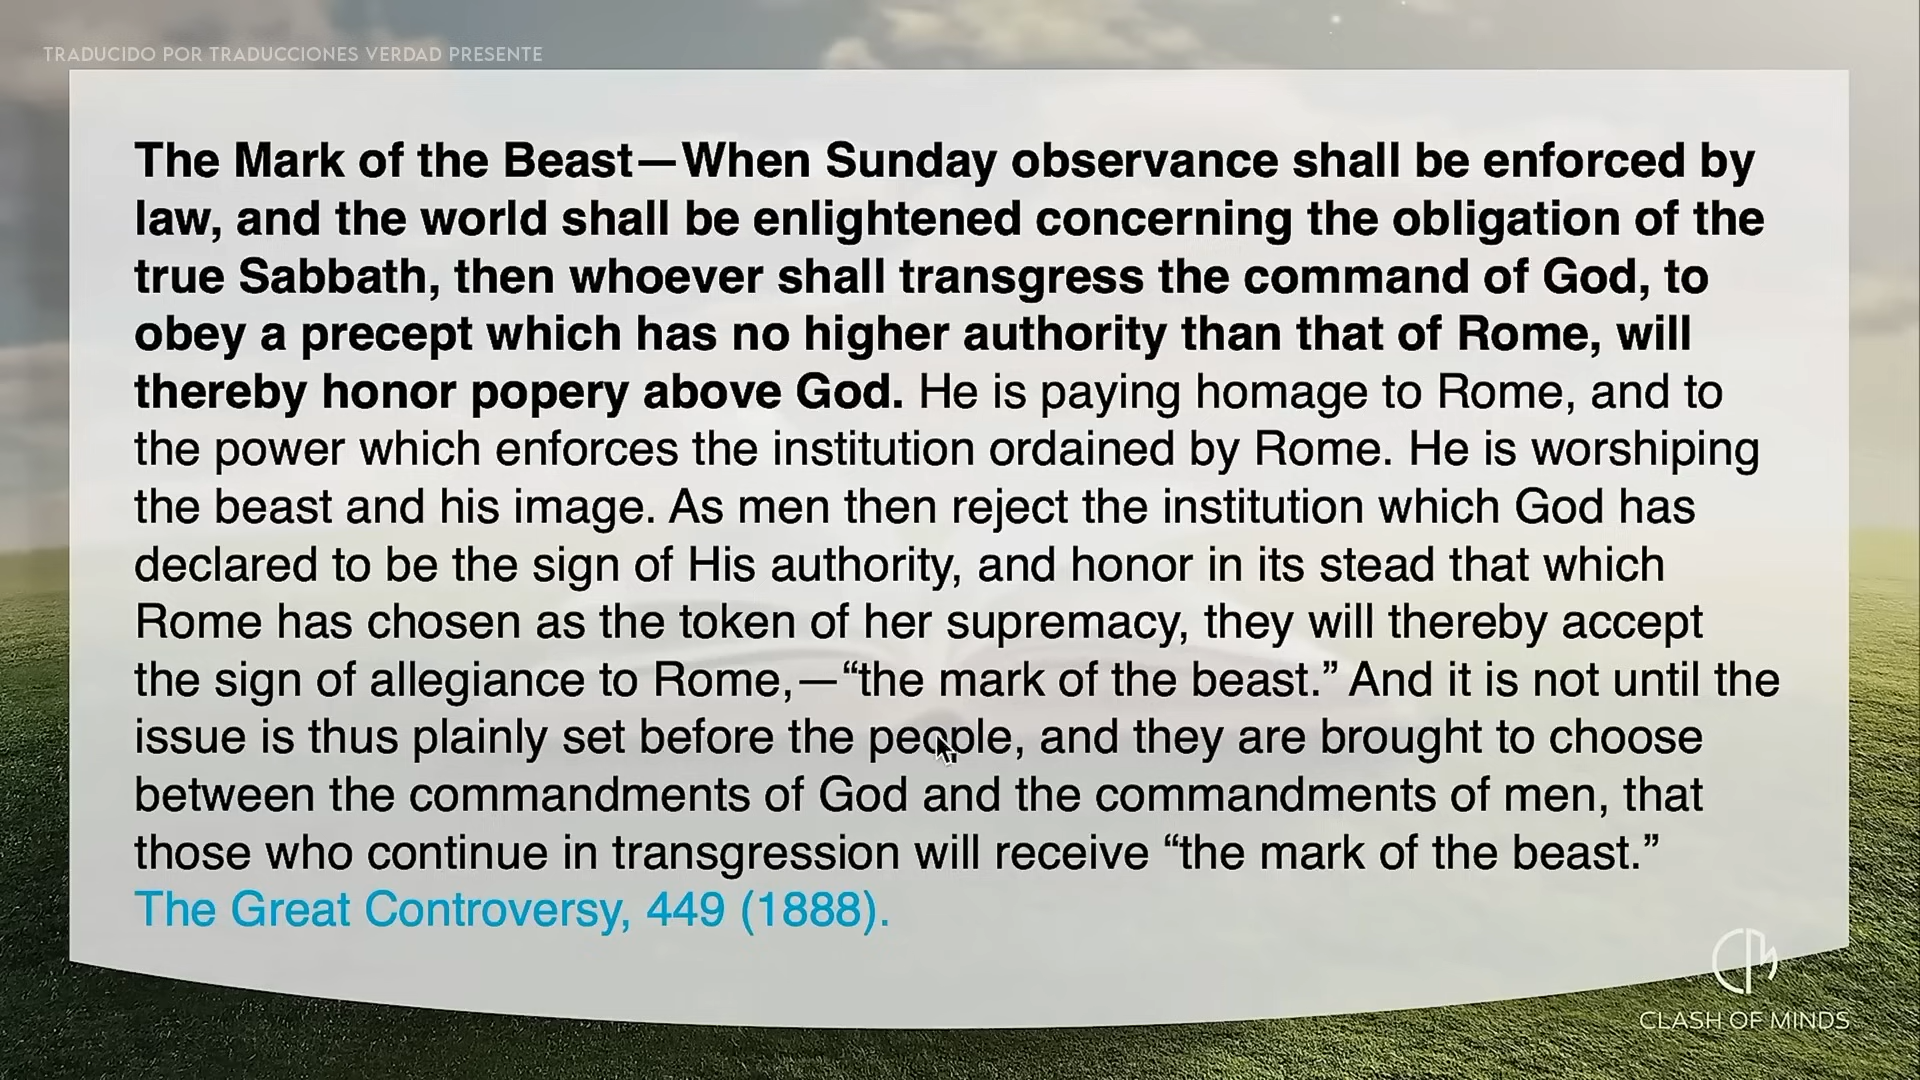 TRADUCIDO POR TRADUCCIONES VERDAD PRESENTE
The Mark of the Beast—When Sunday observance shall be enforced by
law, and the world shall be enlightened concerning the obligation of the
true Sabbath, then whoever shall transgress the command of God, to
obey a precept which has no higher authority than that of Rome, will
thereby honor popery above God. He is paying homage to Rome, and to
the power which enforces the institution ordained by Rome. He is worshiping
the beast and his image. As men then reject the institution which God has
declared to be the sign of His authority, and honor in its stead that which
Rome has chosen as the token of her supremacy, they will thereby accept
the sign of allegiance to Rome,—“the mark of the beast.” And it is not until the
issue is thus plainly set before the people, and they are brought to choose
between the commandments of God and the commandments of men, that
those who continue in transgression will receive “the mark of the beast.”
The Great Controversy, 449 (1888).
CLASH OF MINDS